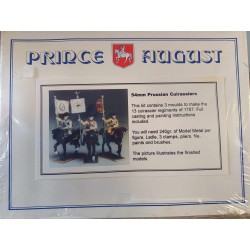 PRINCE AUGUST
54mm Prussian Cuirassiers
This kit contains 3 moulds to make the
13 cuirassier regiments of 1757. Full
casting and painting instructions
included.
You will need 240gr. of Model Metal per
figure. Ladle, 3 clamps, pliers, file
paints and brushes.
The picture illustrates the finished
models.